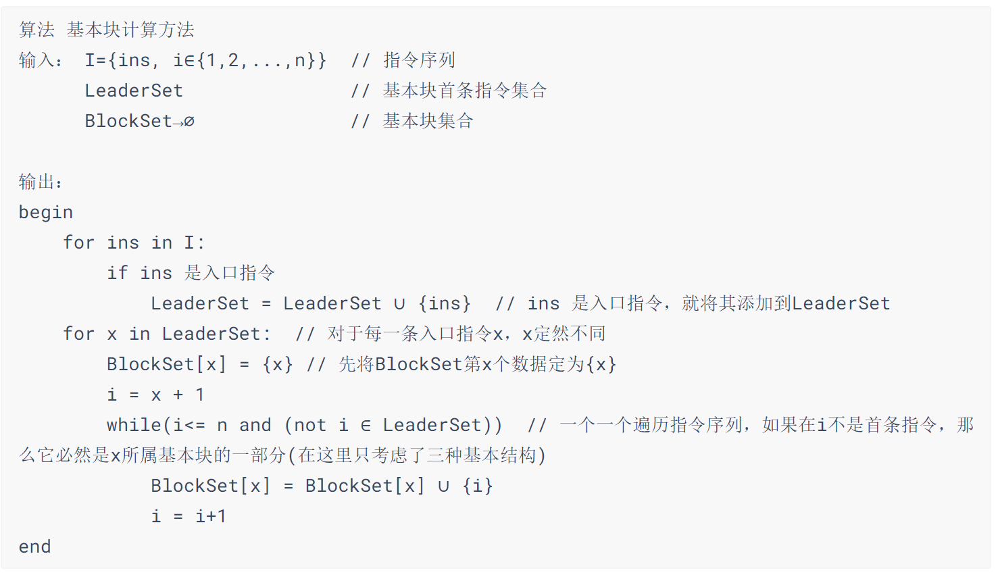 算法 基本块计算方法
输入： I={ins, i∈{1,2,...,n}}  // 指令序列
      LeaderSet               // 基本块首条指令集合
      BlockSet→∅              // 基本块集合
输出：
begin
    for ins in I:
        if ins 是入口指令
            LeaderSet = LeaderSet ∪ {ins}  // ins 是入口指令，就将其添加到LeaderSet
    for x in LeaderSet:  // 对于每一条入口指令x，x定然不同
        BlockSet[x] = {x} // 先将BlockSet第x个数据定为{x}
        i = x + 1
        while(i<= n and (not i ∈ LeaderSet))  // 一个一个遍历指令序列，如果在i不是首条指令，那
么它必然是x所属基本块的一部分(在这里只考虑了三种基本结构)
            BlockSet[x] = BlockSet[x] ∪ {i}
            i = i+1
end